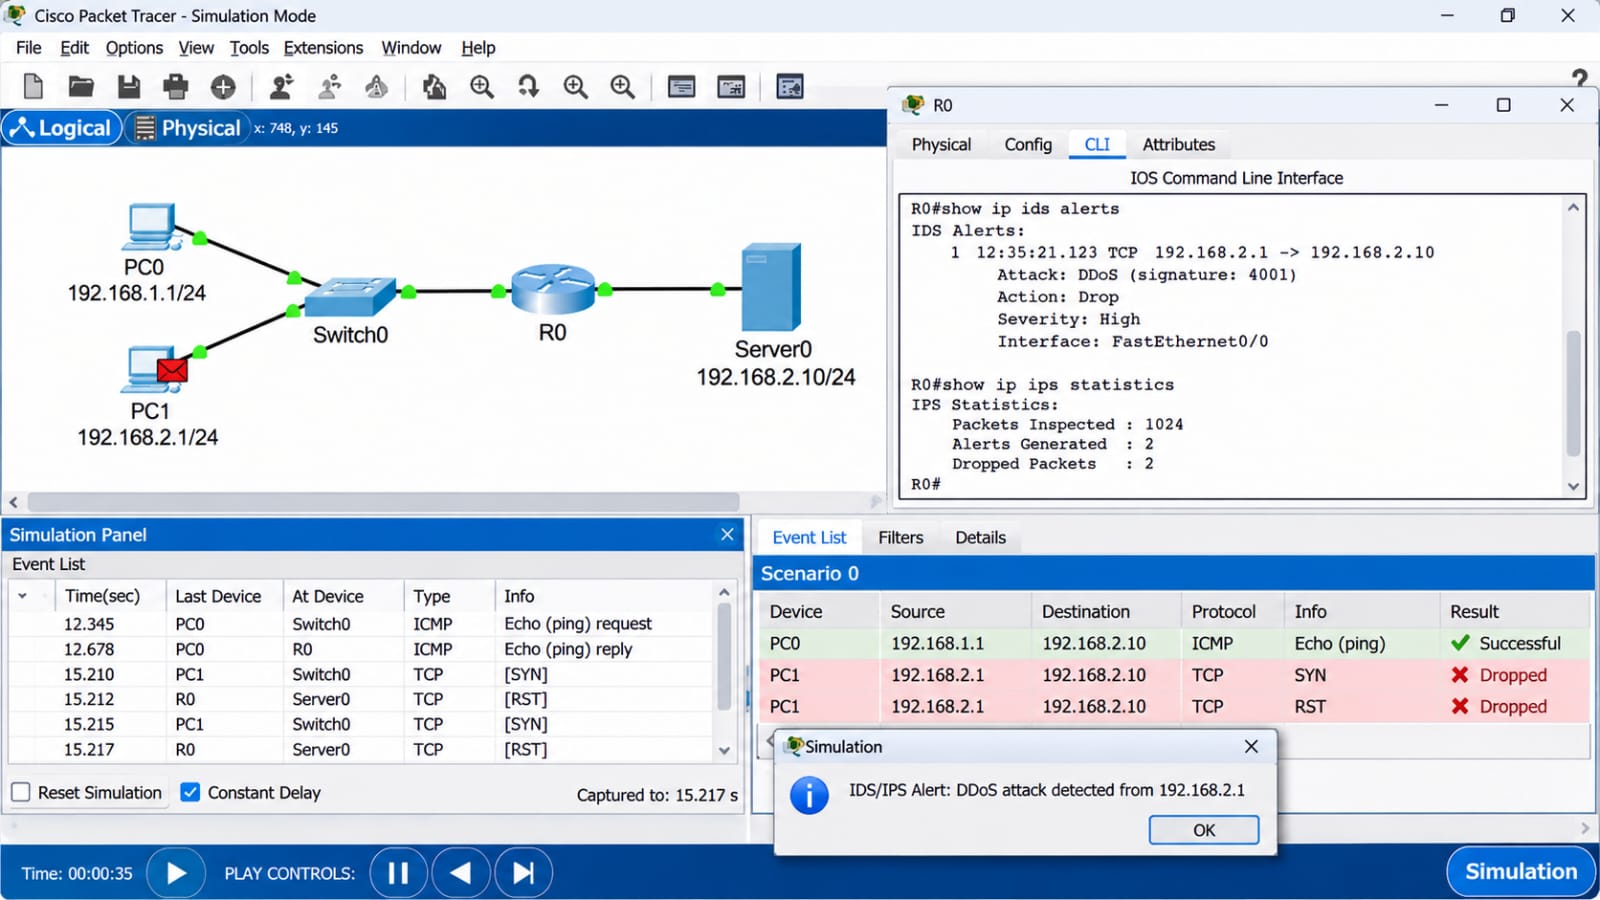 Cisco Packet Tracer - Simulation Mode
File Edit Options View Tools Extensions Window Help
?
Logical Physical x: 748, y: 145
PC0
192.168.1.1/24
PC1
192.168.2.1/24
Switch0
R0
Server0
192.168.2.10/24
R0
Physical Config CLI Attributes
IOS Command Line Interface
R0#show ip ids alerts
IDS Alerts:
1 12:35:21.123 TCP 192.168.2.1 -> 192.168.2.10
Attack: DDoS (signature: 4001)
Action: Drop
Severity: High
Interface: FastEthernet0/0
R0#show ip ips statistics
IPS Statistics:
Packets Inspected : 1024
Alerts Generated : 2
Dropped Packets : 2
R0#
Simulation Panel
Event List
Time(sec) Last Device At Device Type Info
12.345 PC0 Switch0 ICMP Echo (ping) request
12.678 PC0 R0 ICMP Echo (ping) reply
15.210 PC1 Switch0 TCP [SYN]
15.212 R0 Server0 TCP [RST]
15.215 PC1 Switch0 TCP [SYN]
15.217 R0 Server0 TCP [RST]
Reset Simulation Constant Delay Captured to: 15.217 s
Event List Filters Details
Scenario 0
Device Source Destination Protocol Info Result
PC0 192.168.1.1 192.168.2.10 ICMP Echo (ping) Successful
PC1 192.168.2.1 192.168.2.10 TCP SYN Dropped
PC1 192.168.2.1 192.168.2.10 TCP RST Dropped
Simulation
IDS/IPS Alert: DDoS attack detected from 192.168.2.1
OK
Time: 00:00:35 PLAY CONTROLS:
Simulation